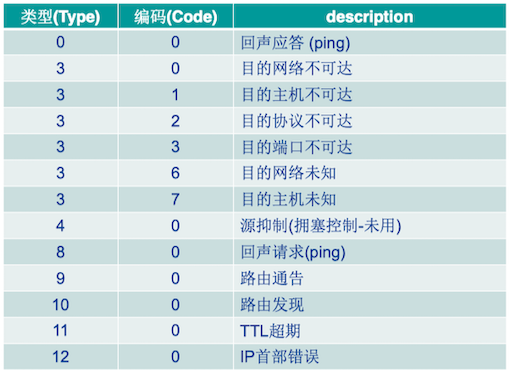 类型(Type) 编码(Code) description
0 0 回声应答 (ping)
3 0 目的网络不可达
3 1 目的主机不可达
3 2 目的协议不可达
3 3 目的端口不可达
3 6 目的网络未知
3 7 目的主机未知
4 0 源抑制(拥塞控制-未用)
8 0 回声请求(ping)
9 0 路由通告
10 0 路由发现
11 0 TTL超期
12 0 IP首部错误